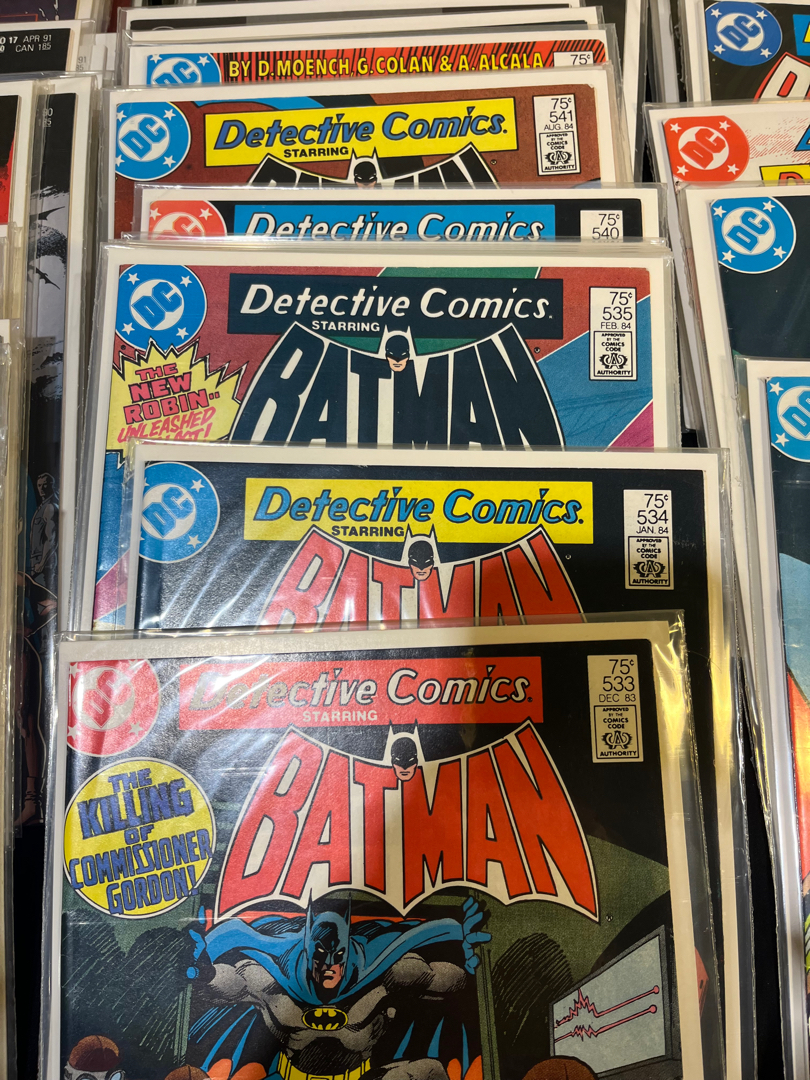 17 APR 91
CAN 185
BY D. MOENCH, G. COLAN & A. ALCALA
75¢
DC
Detective Comics.
STARRING
BATMAN
75¢
541
AUG. 84
APPROVED
BY THE
COMICS
CODE
AUTHORITY
Detective Comics
75¢
540
DC
Detective Comics.
STARRING
BATMAN
75¢
535
FEB. 84
APPROVED
BY THE
COMICS
CODE
AUTHORITY
THE
NEW
ROBIN..
UNLEASHED
DC
Detective Comics.
STARRING
BATMAN
75¢
534
JAN. 84
APPROVED
BY THE
COMICS
CODE
AUTHORITY
DC
Detective Comics.
STARRING
BATMAN
75¢
533
DEC 83
APPROVED
BY THE
COMICS
CODE
AUTHORITY
THE
KILLING
OF
COMMISSIONER
GORDON!
DC
DC
DC
DC